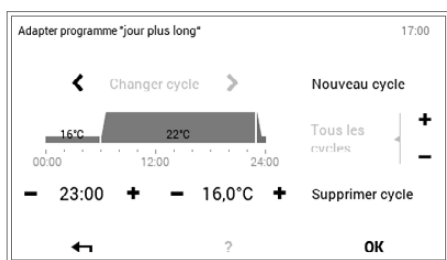 Adapter programme "jour plus long" 17:00
< Changer cycle > Nouveau cycle
16°C 22°C
Tous les +
cycles
00:00 12:00 24:00 −
− 23:00 + − 16,0°C + Supprimer cycle
? OK